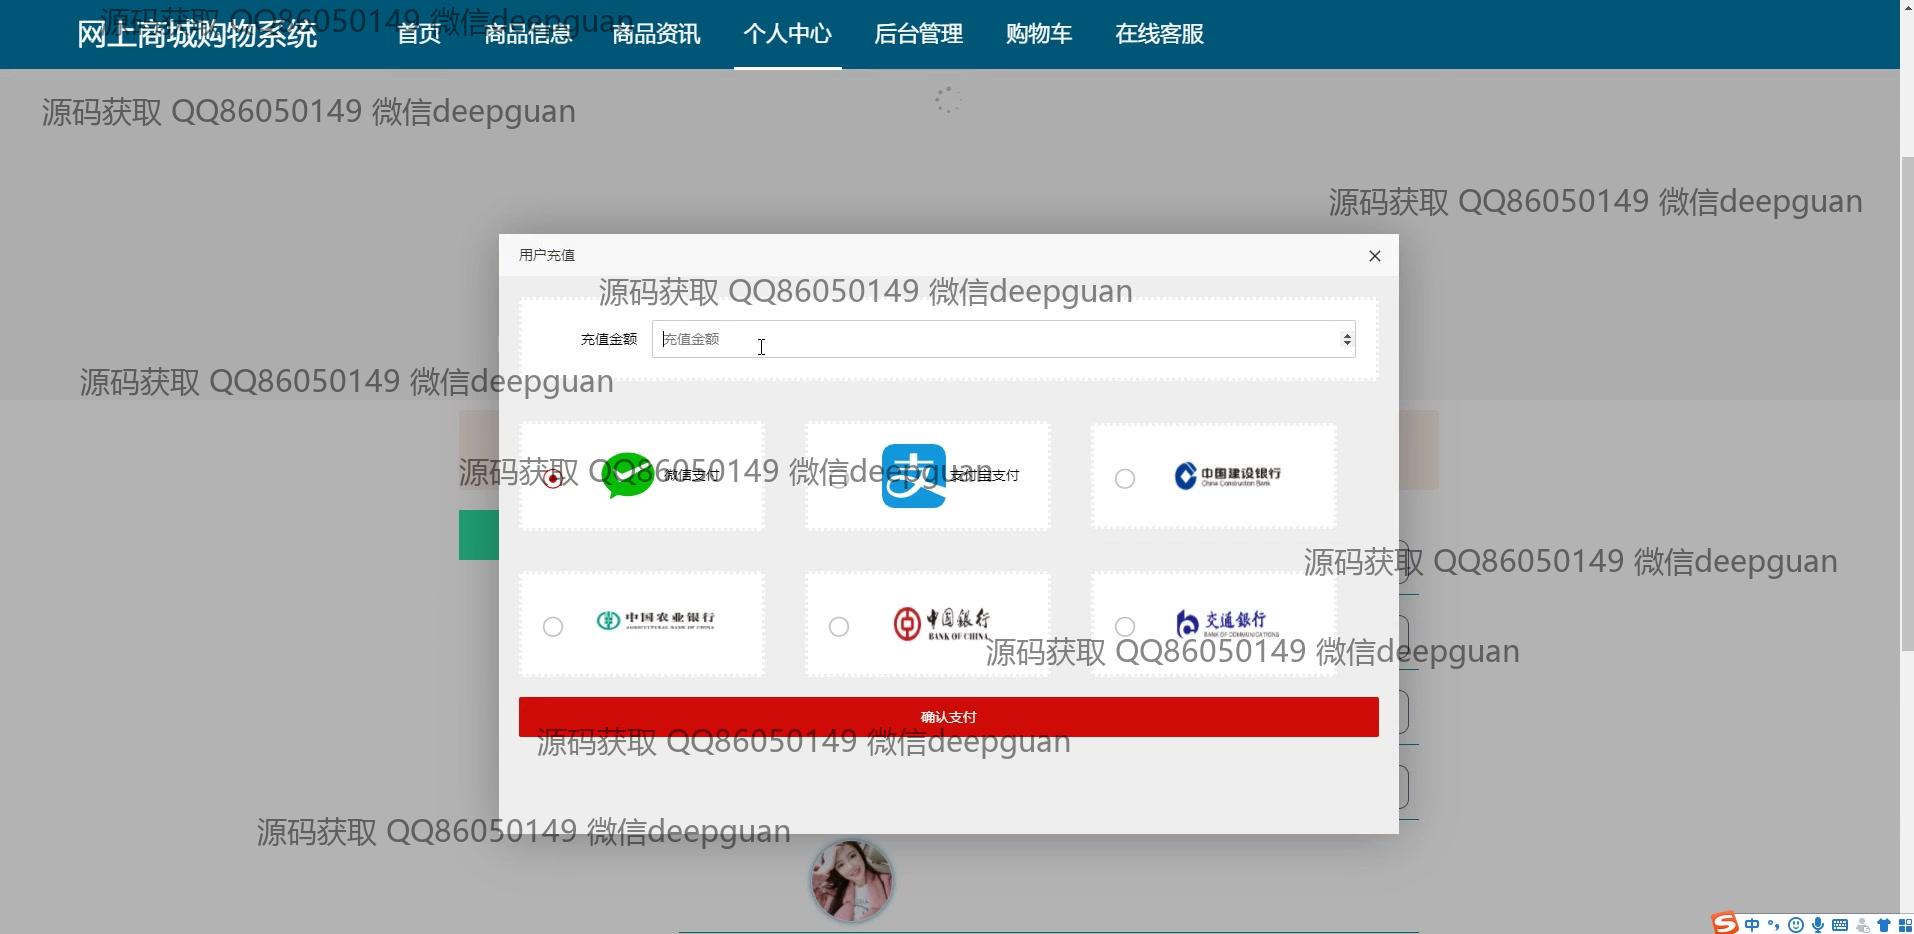 源码获取 QQ86050149 微信deepguan
网上商城购物系统
首页
商品信息
商品资讯
个人中心
后台管理
购物车
在线客服
源码获取 QQ86050149 微信deepguan
源码获取 QQ86050149 微信deepguan
用户充值
源码获取 QQ86050149 微信deepguan
充值金额
充值金额
源码获取 QQ86050149 微信deepguan
源码获取 QQ86050149 微信deepguan
微信支付
支
支付宝支付
中国建设银行
China Construction Bank
源码获取 QQ86050149 微信deepguan
中国农业银行
AGRICULTURAL BANK OF CHINA
中国银行
BANK OF CHINA
交通银行
BANK OF COMMUNICATIONS
源码获取 QQ86050149 微信deepguan
确认支付
源码获取 QQ86050149 微信deepguan
源码获取 QQ86050149 微信deepguan
S 中